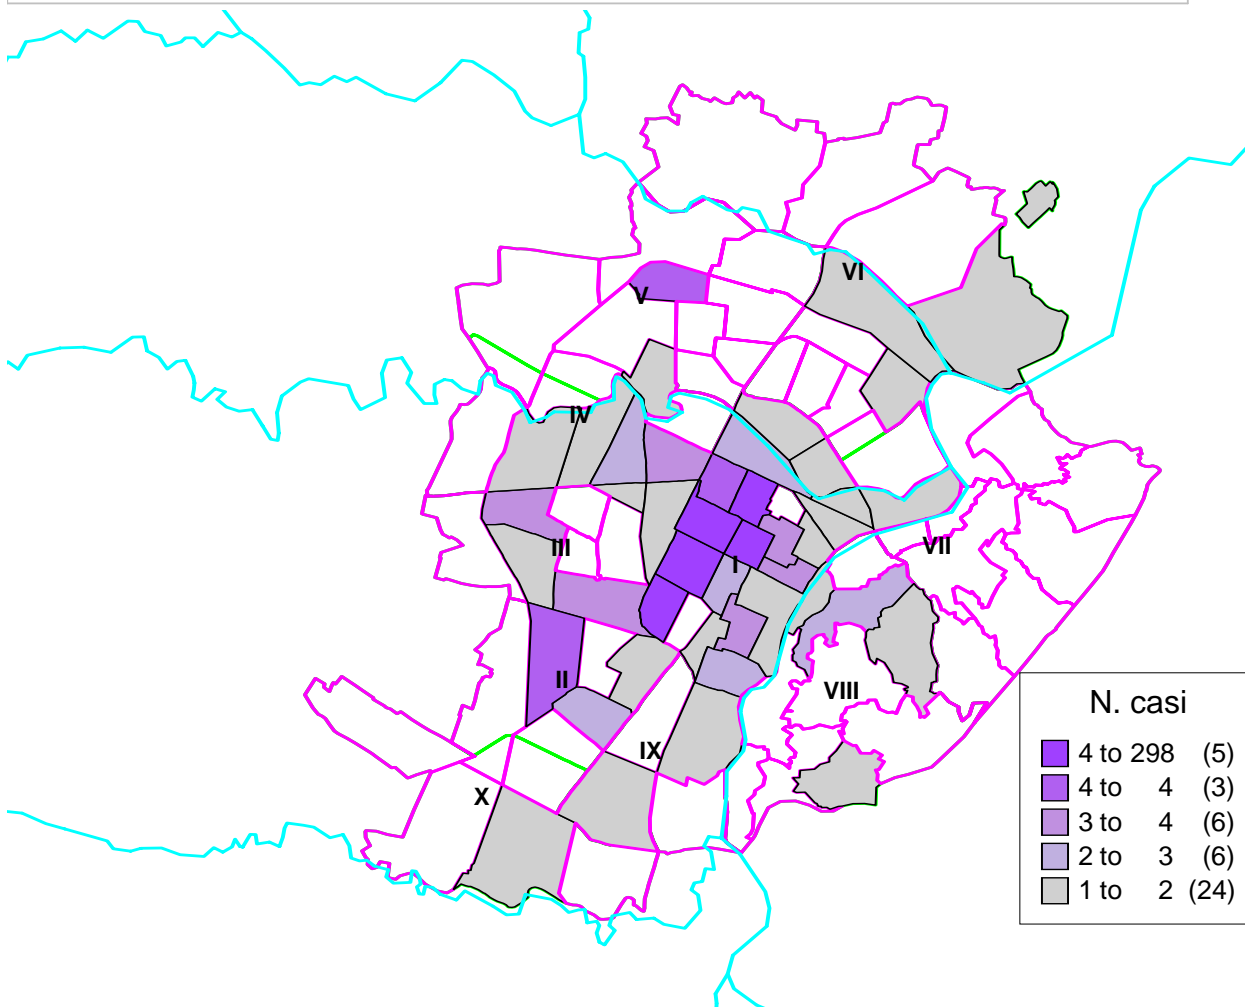 VI
V
IV
VII
III
I
II
VIII
IX
X
N. casi
4 to 298 (5)
4 to 4 (3)
3 to 4 (6)
2 to 3 (6)
1 to 2 (24)